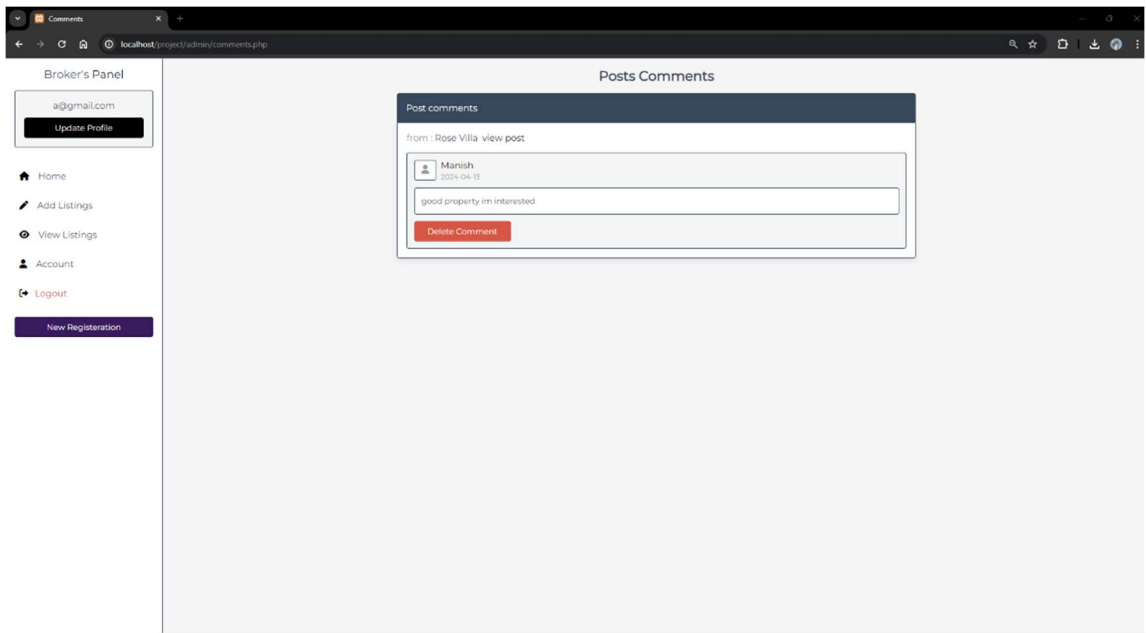 Comments
localhost/project/admin/comments.php
Broker's Panel
a@gmail.com
Update Profile
Home
Add Listings
View Listings
Account
Logout
New Registeration
Posts Comments
Post comments
from : Rose Villa view post
Manish
2024-04-13
good property im interested
Delete Comment